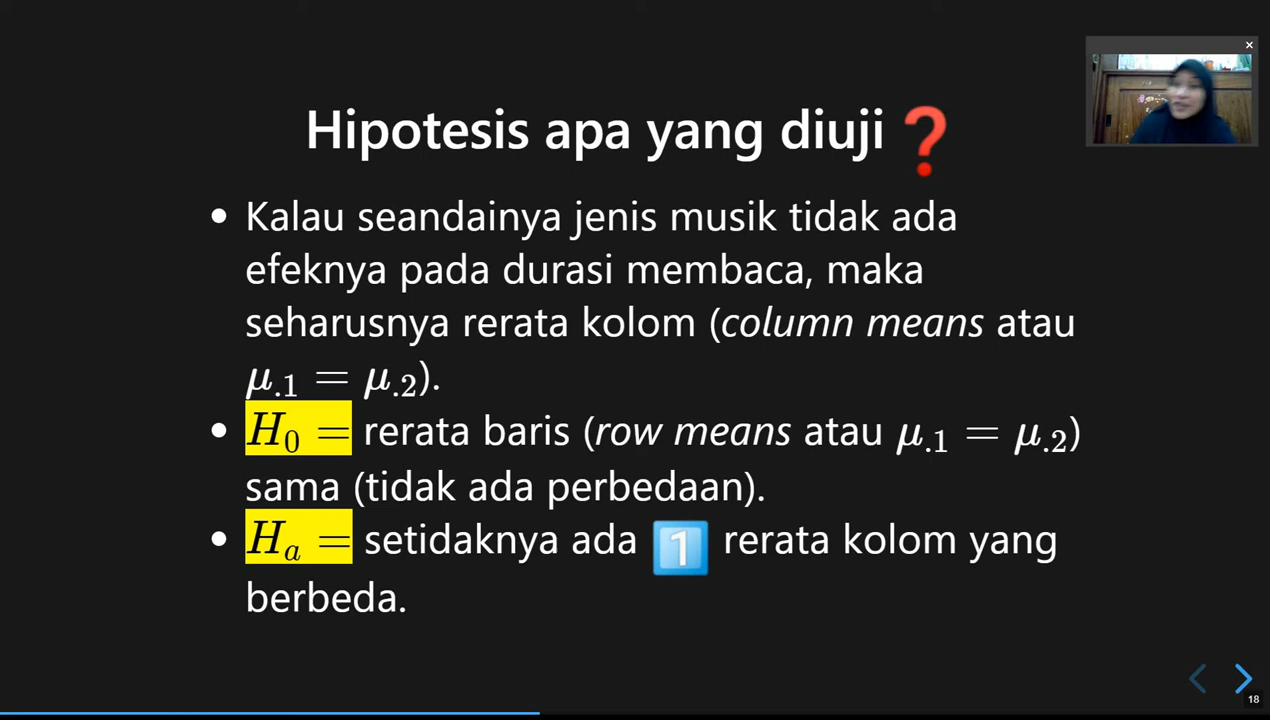 Hipotesis apa yang diuji❓
• Kalau seandainya jenis musik tidak ada
efeknya pada durasi membaca, maka
seharusnya rerata kolom (column means atau
μ.1 = μ.2).
• H0 = rerata baris (row means atau μ.1 = μ.2)
sama (tidak ada perbedaan).
• Ha = setidaknya ada 1️⃣ rerata kolom yang
berbeda.
18